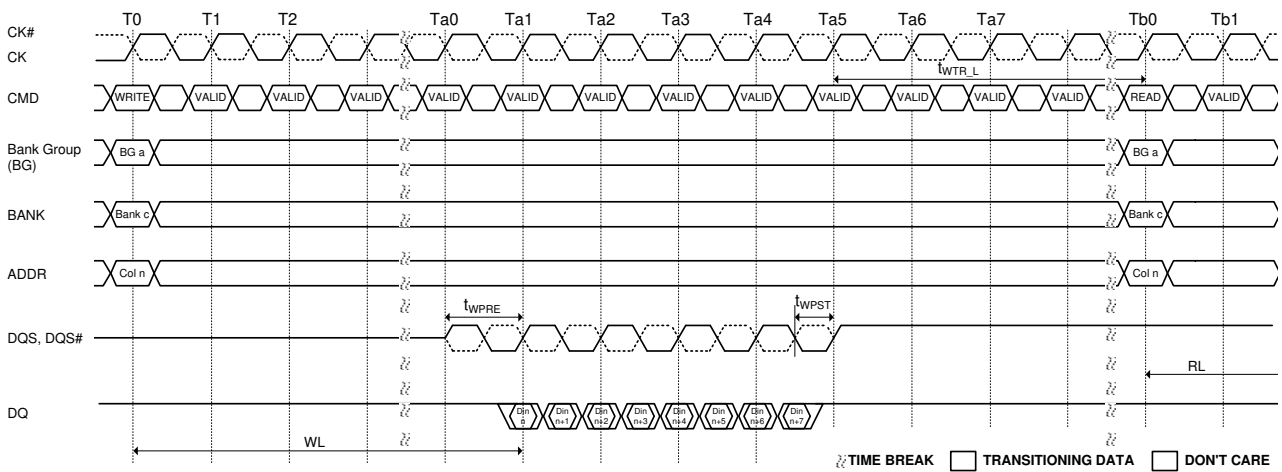 T0 T1 T2 Ta0 Ta1 Ta2 Ta3 Ta4 Ta5 Ta6 Ta7 Tb0 Tb1
CK#
CK
tWTR_L
CMD WRITE VALID VALID VALID VALID VALID VALID VALID VALID VALID VALID VALID VALID READ VALID
Bank Group
(BG)
BG a BG a
BANK Bank c Bank c
ADDR Col n Col n
tWPRE tWPST
DQS, DQS#
RL
DQ Din n Din n+1 Din n+2 Din n+3 Din n+4 Din n+5 Din n+6 Din n+7
WL
TIME BREAK TRANSITIONING DATA DON'T CARE